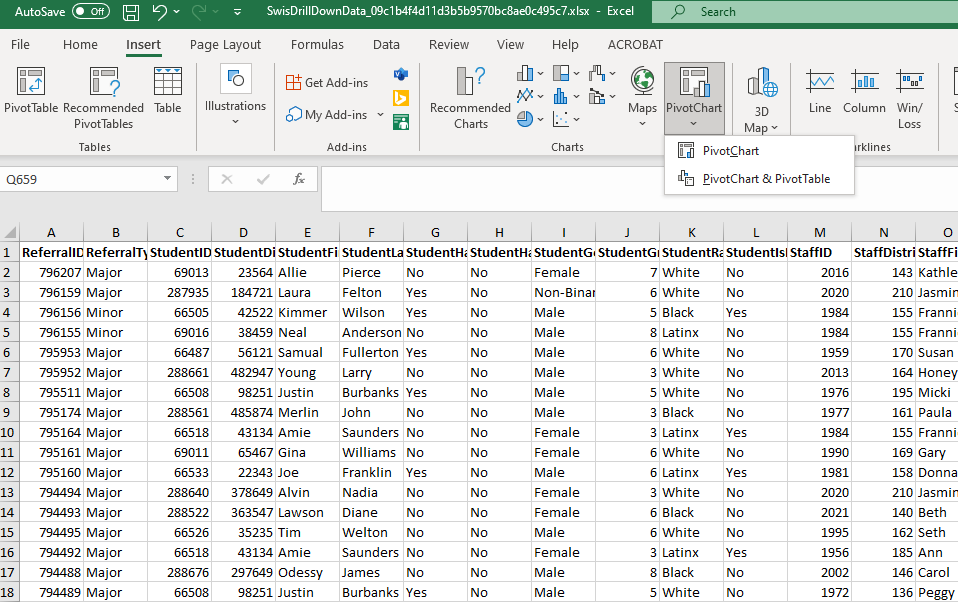 AutoSave Off SwisDrillDownData_09c1b4f4d11d3b5b9570bc8ae0c495c7.xlsx - Excel Search
File Home Insert Page Layout Formulas Data Review View Help ACROBAT
PivotTable Recommended PivotTables Table Illustrations Get Add-ins My Add-ins Recommended Charts Maps PivotChart 3D Map Line Column Win/Loss
Tables Add-ins Charts
PivotChart
PivotChart & PivotTable
Q659 fx
A B C D E F G H I J K L M N O
1 ReferralID ReferralTy StudentID StudentDi StudentFi StudentLa StudentHa StudentHa StudentGe StudentGr StudentRa StudentIsI StaffID StaffDistri StaffFi
2 796207 Major 69013 23564 Allie Pierce No No Female 7 White No 2016 143 Kathle
3 796159 Major 287935 184721 Laura Felton Yes No Non-Binar 6 White No 2020 210 Jasmin
4 796156 Minor 66505 42522 Kimmer Wilson Yes No Male 5 Black Yes 1984 155 Franni
5 796155 Minor 69016 38459 Neal Anderson No No Male 8 Latinx No 1984 155 Franni
6 795953 Major 66487 56121 Samual Fullerton Yes No Male 6 White No 1959 170 Susan
7 795952 Major 288661 482947 Young Larry No No Male 3 White No 2013 164 Honey
8 795511 Major 66508 98251 Justin Burbanks Yes No Male 5 White No 1976 195 Micki
9 795174 Major 288561 485874 Merlin John No No Male 3 Black No 1977 161 Paula
10 795164 Major 66518 43134 Amie Saunders No No Female 3 Latinx Yes 1984 155 Franni
11 795161 Major 69011 65467 Gina Williams No No Female 6 White No 1990 169 Gary
12 795160 Major 66533 22343 Joe Franklin Yes No Male 6 Latinx Yes 1981 158 Donna
13 794494 Major 288640 378649 Alvin Nadia No No Female 3 White No 2020 210 Jasmin
14 794493 Major 288522 363547 Lawson Diane No No Female 6 Black No 2021 140 Beth
15 794495 Major 66526 35235 Tim Welton No No Male 6 White No 1995 162 Seth
16 794492 Major 66518 43134 Amie Saunders No No Female 3 Latinx Yes 1956 185 Ann
17 794488 Major 288676 297649 Odessy James No No Male 8 Black No 2002 146 Carol
18 794489 Major 66508 98251 Justin Burbanks Yes No Male 5 White No 1972 136 Peggy